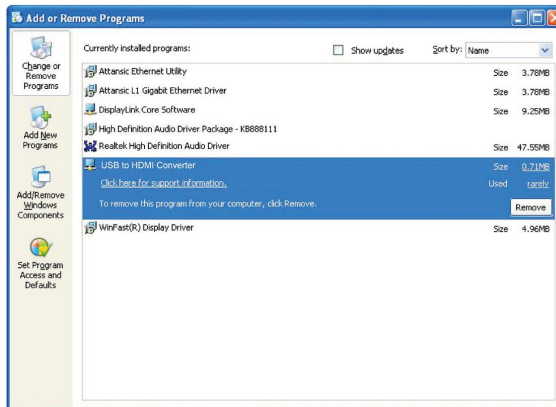 Add or Remove Programs
Change or
Remove
Programs
Add New
Programs
Add/Remove
Windows
Components
Set Program
Access and
Defaults
Currently installed programs:
Show updates
Sort by: Name
Attansic Ethernet Utility Size 3.78MB
Attansic L1 Gigabit Ethernet Driver Size 3.78MB
DisplayLink Core Software Size 9.25MB
High Definition Audio Driver Package - KB888111
Realtek High Definition Audio Driver Size 47.55MB
USB to HDMI Converter Size 0.71MB
Click here for support information. Used rarely
To remove this program from your computer, click Remove. Remove
WinFast(R) Display Driver Size 4.96MB